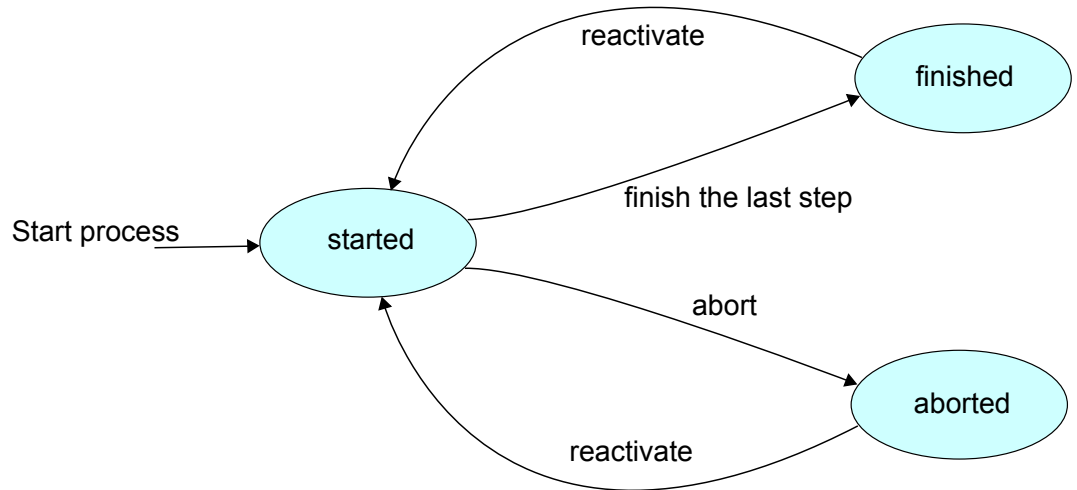 reactivate
finished
finish the last step
Start process
started
abort
aborted
reactivate